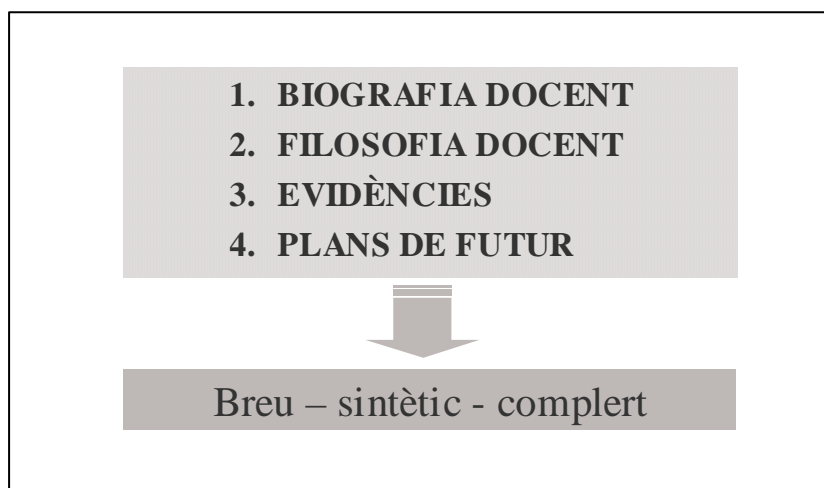 1. BIOGRAFIA DOCENT
2. FILOSOFIA DOCENT
3. EVIDÈNCIES
4. PLANS DE FUTUR
Breu – sintètic - complert